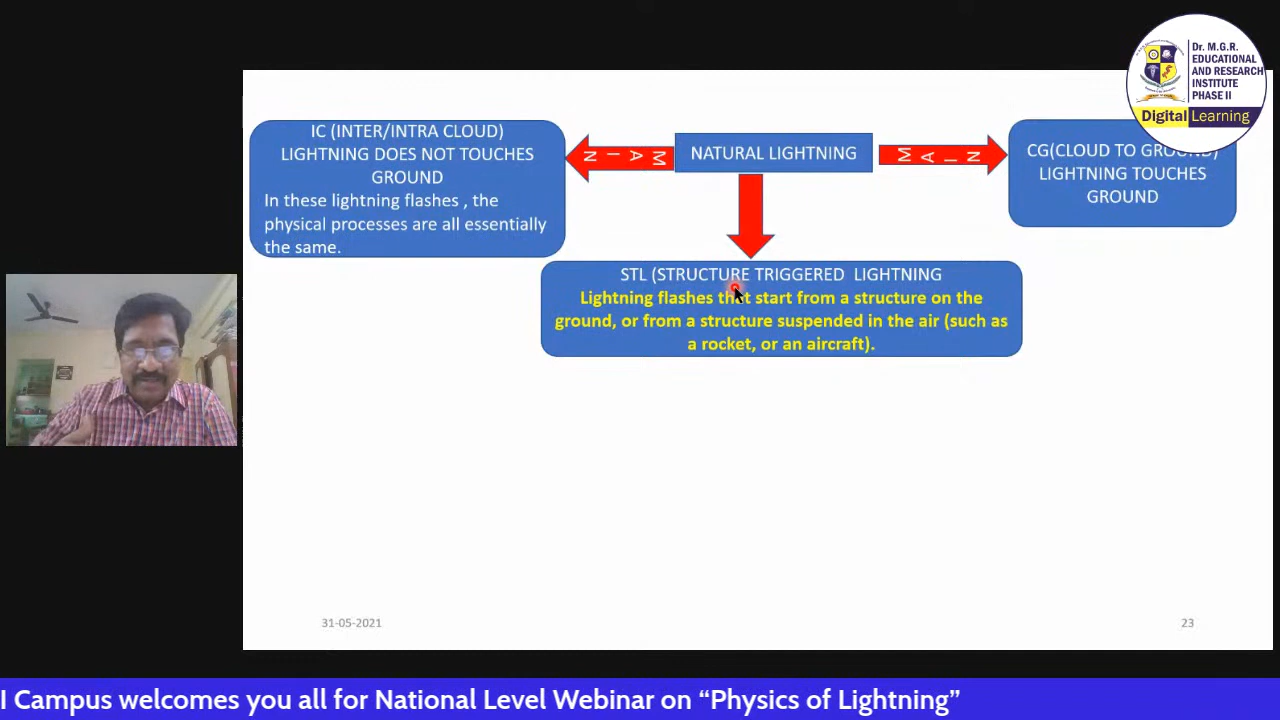 Dr. M.G.R.
EDUCATIONAL
AND RESEARCH
INSTITUTE
PHASE II
Digital Learning
IC (INTER/INTRA CLOUD)
LIGHTNING DOES NOT TOUCHES
GROUND
In these lightning flashes , the
physical processes are all essentially
the same.
MAIN
NATURAL LIGHTNING
MAIN
CG(CLOUD TO GROUND)
LIGHTNING TOUCHES
GROUND
STL (STRUCTURE TRIGGERED LIGHTNING
Lightning flashes that start from a structure on the
ground, or from a structure suspended in the air (such as
a rocket, or an aircraft).
31-05-2021
23
I Campus welcomes you all for National Level Webinar on “Physics of Lightning”